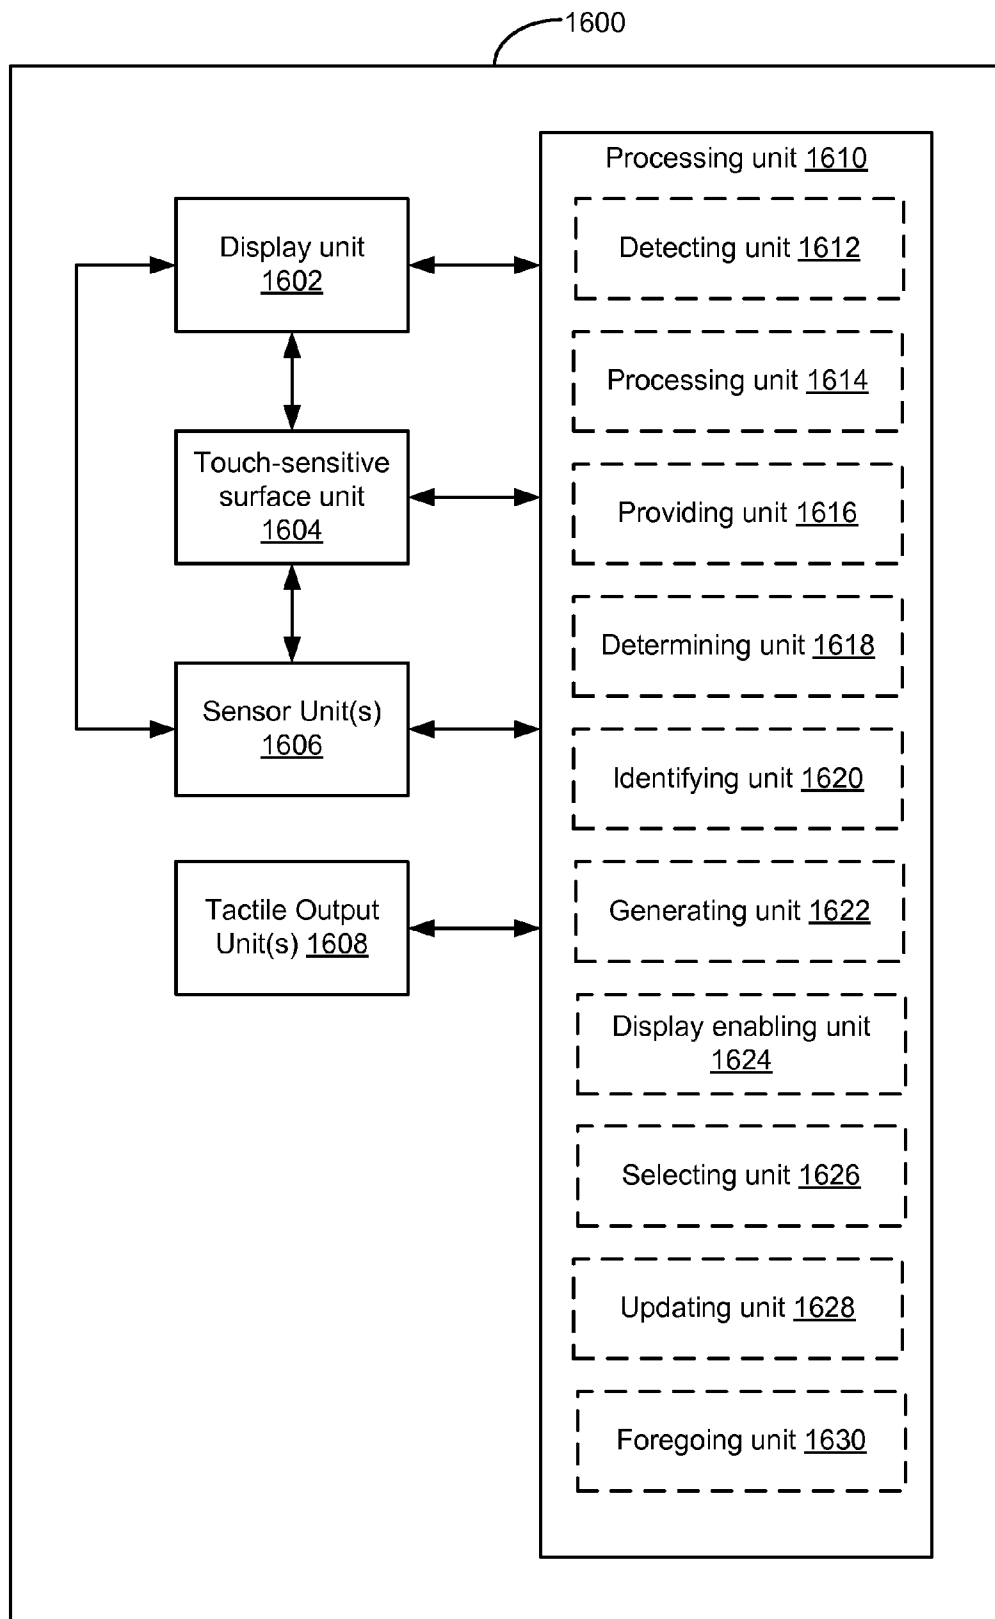 1600
Processing unit 1610
Display unit
1602
Detecting unit 1612
Processing unit 1614
Touch-sensitive
surface unit
1604
Providing unit 1616
Determining unit 1618
Sensor Unit(s)
1606
Identifying unit 1620
Tactile Output
Unit(s) 1608
Generating unit 1622
Display enabling unit
1624
Selecting unit 1626
Updating unit 1628
Foregoing unit 1630